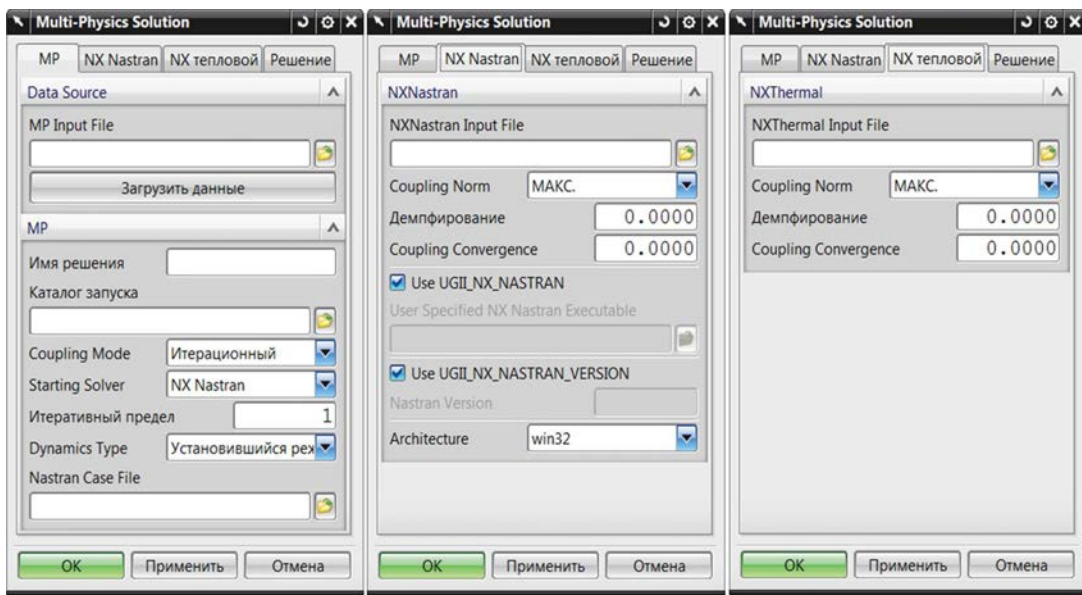 Multi-Physics Solution
MP NX Nastran NX тепловой Решение
Data Source
MP Input File
Загрузить данные
MP
Имя решения
Каталог запуска
Coupling Mode Итерационный
Starting Solver NX Nastran
Итеративный предел 1
Dynamics Type Установившийся реж
Nastran Case File
OK Применить Отмена
Multi-Physics Solution
MP NX Nastran NX тепловой Решение
NXNastran
NXNastran Input File
Coupling Norm МАКС.
Демпфирование 0.0000
Coupling Convergence 0.0000
Use UGII_NX_NASTRAN
User Specified NX Nastran Executable
Use UGII_NX_NASTRAN_VERSION
Nastran Version
Architecture win32
OK Применить Отмена
Multi-Physics Solution
MP NX Nastran NX тепловой Решение
NXThermal
NXThermal Input File
Coupling Norm МАКС.
Демпфирование 0.0000
Coupling Convergence 0.0000
OK Применить Отмена